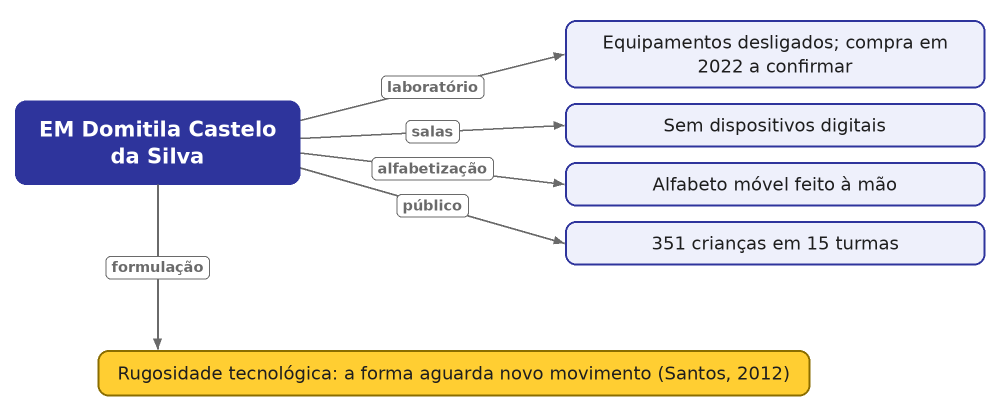 EM Domitila Castelo
da Silva
laboratório
Equipamentos desligados; compra em
2022 a confirmar
salas
Sem dispositivos digitais
alfabetização
Alfabeto móvel feito à mão
público
351 crianças em 15 turmas
formulação
Rugosidade tecnológica: a forma aguarda novo movimento (Santos, 2012)